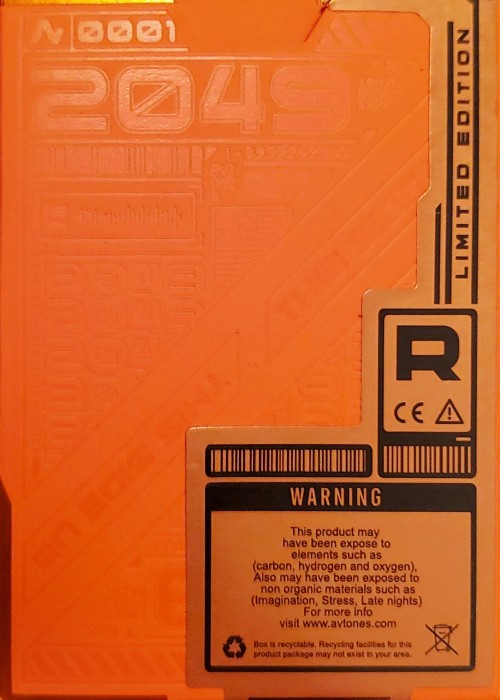 N 0001
2049
LIMITED EDITION
R
CE
WARNING
This product may
have been expose to
elements such as
(carbon, hydrogen and oxygen),
Also may have been exposed to
non organic materials such as
(Imagination, Stress, Late nights)
For more info
visit www.avtones.com
Box is recyclable. Recycling facilities for this
product package may not exist in your area.